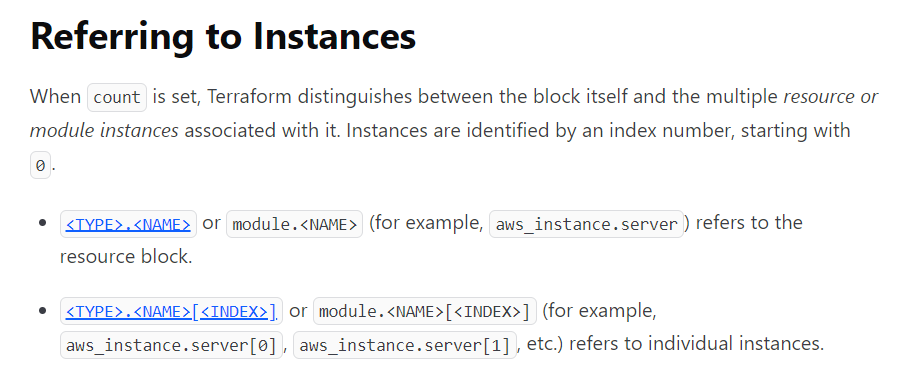 Referring to Instances
When count is set, Terraform distinguishes between the block itself and the multiple resource or
module instances associated with it. Instances are identified by an index number, starting with
0.
• <TYPE>.<NAME> or module.<NAME> (for example, aws_instance.server) refers to the
resource block.
• <TYPE>.<NAME>[<INDEX>] or module.<NAME>[<INDEX>] (for example,
aws_instance.server[0], aws_instance.server[1], etc.) refers to individual instances.